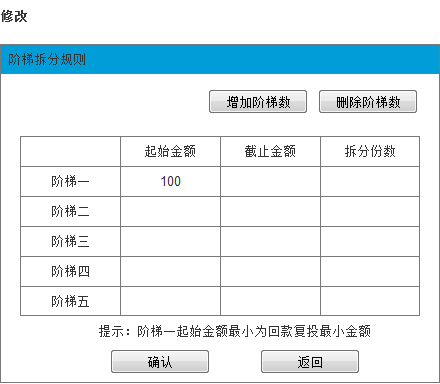 修改
阶梯拆分规则
增加阶梯数 删除阶梯数
起始金额 截止金额 拆分份数
阶梯一 100
阶梯二
阶梯三
阶梯四
阶梯五
提示：阶梯一起始金额最小为回款复投最小金额
确认 返回